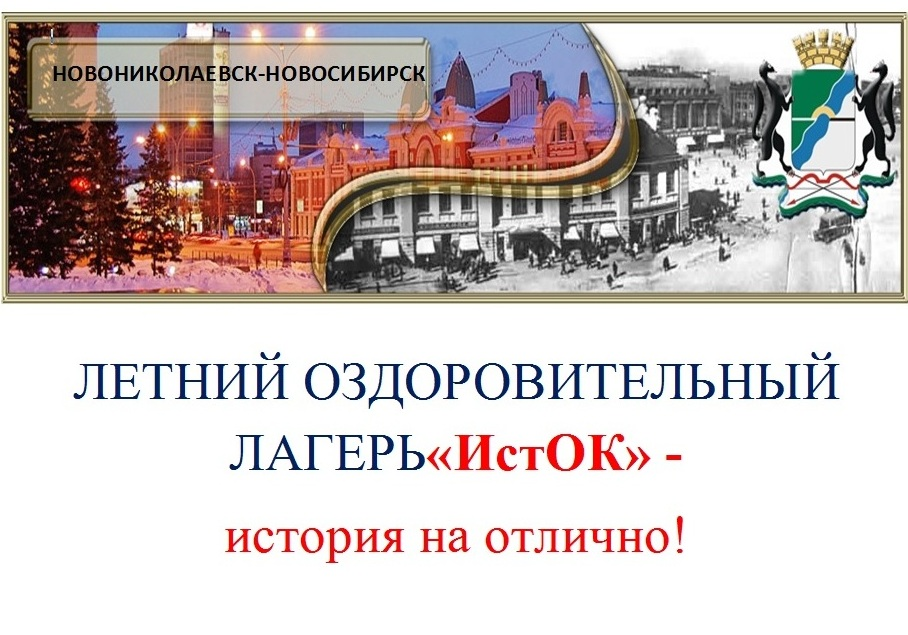 НОВОНИКОЛАЕВСК-НОВОСИБИРСК
ЛЕТНИЙ ОЗДОРОВИТЕЛЬНЫЙ
ЛАГЕРЬ«ИстОК» -
история на отлично!